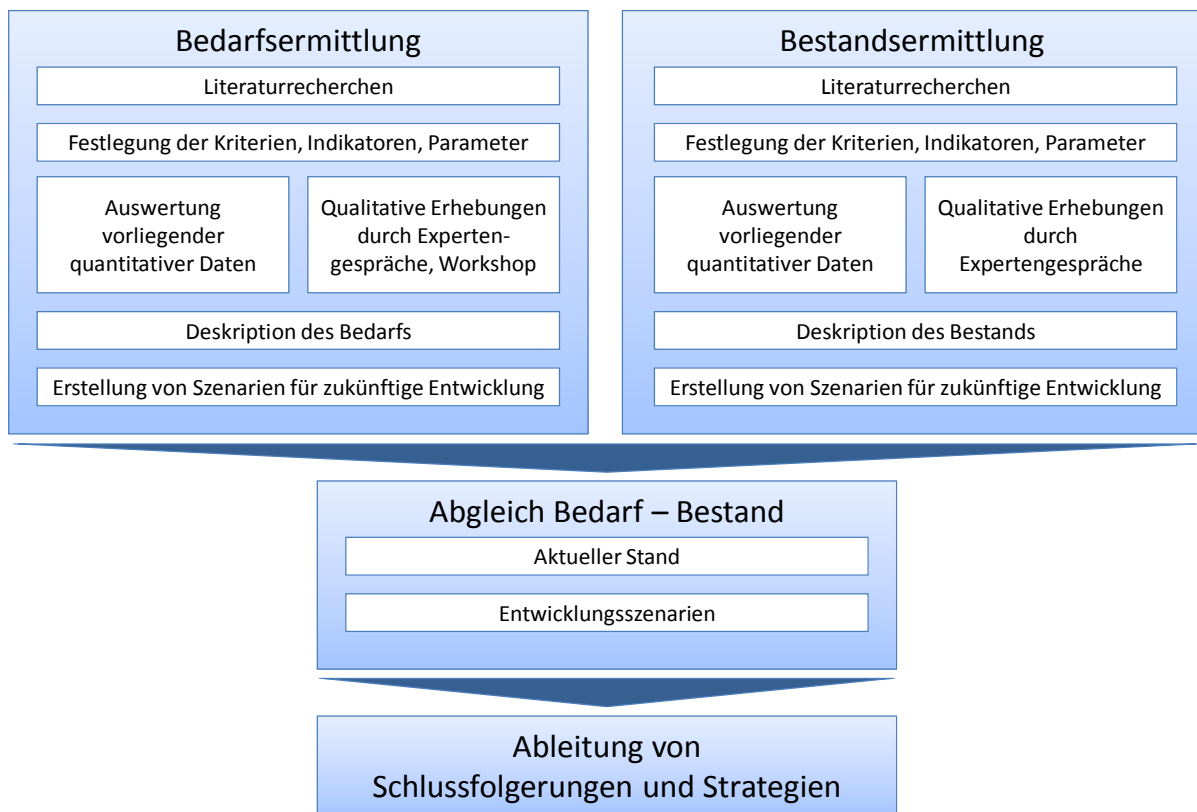 Bedarfsermittlung
Literaturrecherchen
Festlegung der Kriterien, Indikatoren, Parameter
Auswertung
vorliegender
quantitativer Daten
Qualitative Erhebungen
durch Experten-
gespräche, Workshop
Deskription des Bedarfs
Erstellung von Szenarien für zukünftige Entwicklung
Bestandsermittlung
Literaturrecherchen
Festlegung der Kriterien, Indikatoren, Parameter
Auswertung
vorliegender
quantitativer Daten
Qualitative Erhebungen
durch
Expertengespräche
Deskription des Bestands
Erstellung von Szenarien für zukünftige Entwicklung
Abgleich Bedarf – Bestand
Aktueller Stand
Entwicklungsszenarien
Ableitung von
Schlussfolgerungen und Strategien